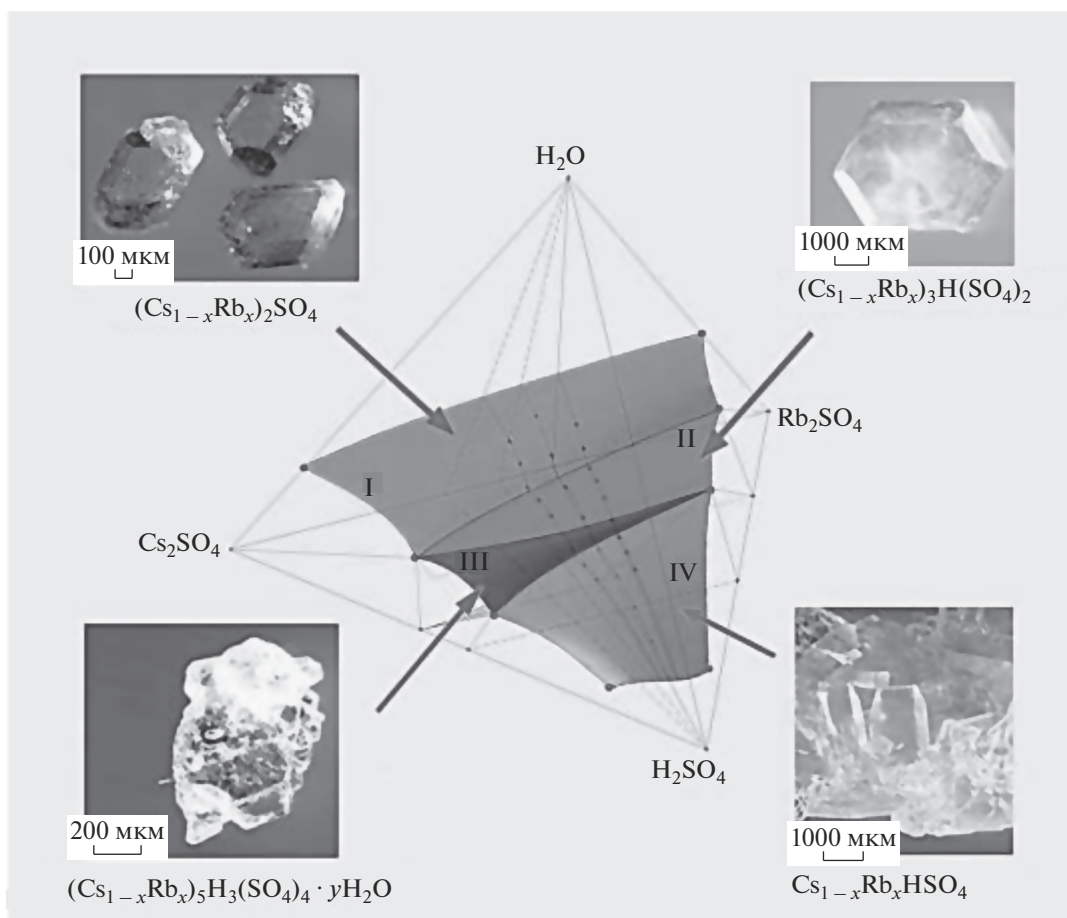 H₂O
100 мкм
(Cs₁₋ₓRbₓ)₂SO₄
1000 мкм
(Cs₁₋ₓRbₓ)₃H(SO₄)₂
Rb₂SO₄
II
I
Cs₂SO₄
III
IV
H₂SO₄
200 мкм
(Cs₁₋ₓRbₓ)₅H₃(SO₄)₄ · yH₂O
1000 мкм
Cs₁₋ₓRbₓHSO₄